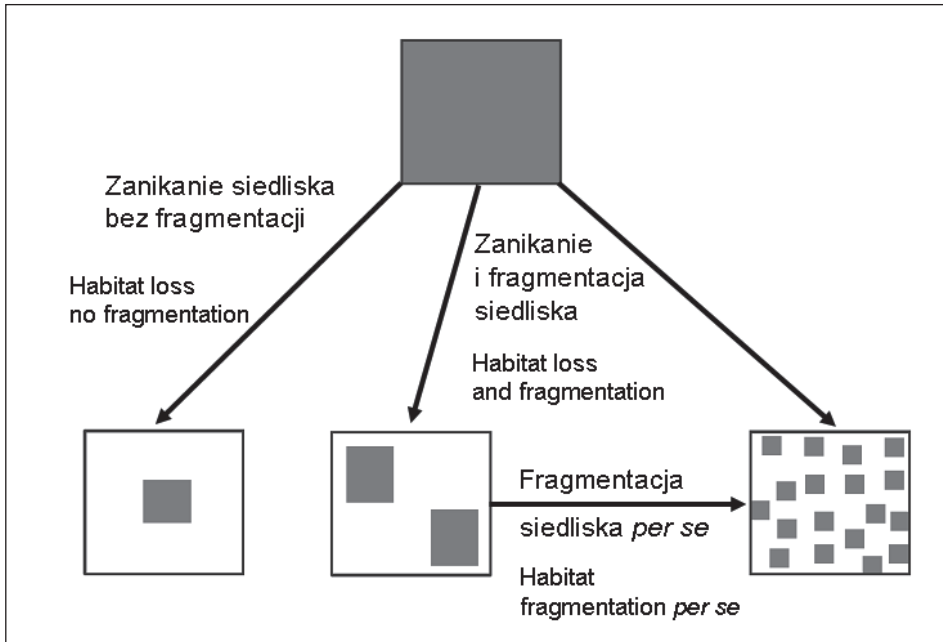 Zanikanie siedliska
bez fragmentacji
Habitat loss
no fragmentation
Zanikanie
i fragmentacja
siedliska
Habitat loss
and fragmentation
Fragmentacja
siedliska per se
Habitat
fragmentation per se